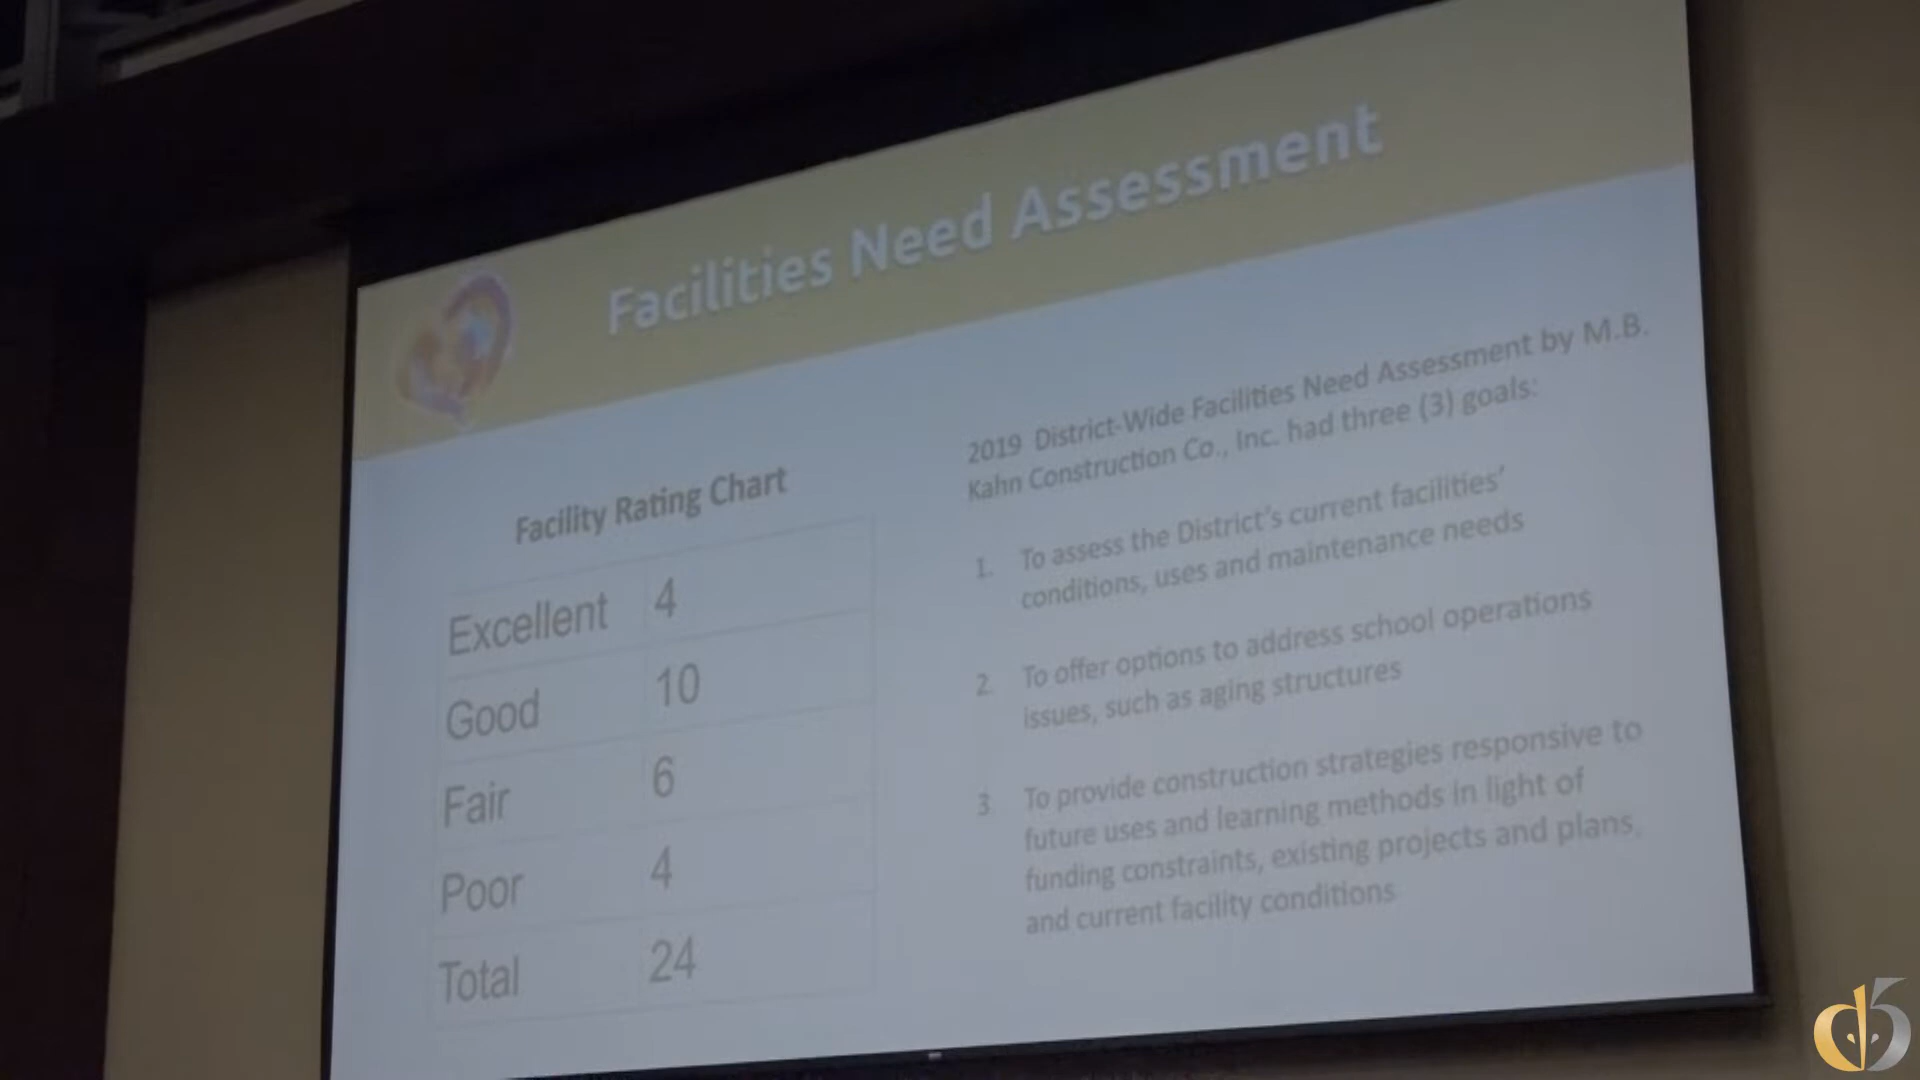 Facilities Need Assessment
Facility Rating Chart
Excellent 4
Good 10
Fair 6
Poor 4
Total 24
2019 District-Wide Facilities Need Assessment by M.B.
Kahn Construction Co., Inc. had three (3) goals:
1. To assess the District's current facilities'
conditions, uses and maintenance needs
2. To offer options to address school operations
issues, such as aging structures
3. To provide construction strategies responsive to
future uses and learning methods in light of
funding constraints, existing projects and plans,
and current facility conditions
d5